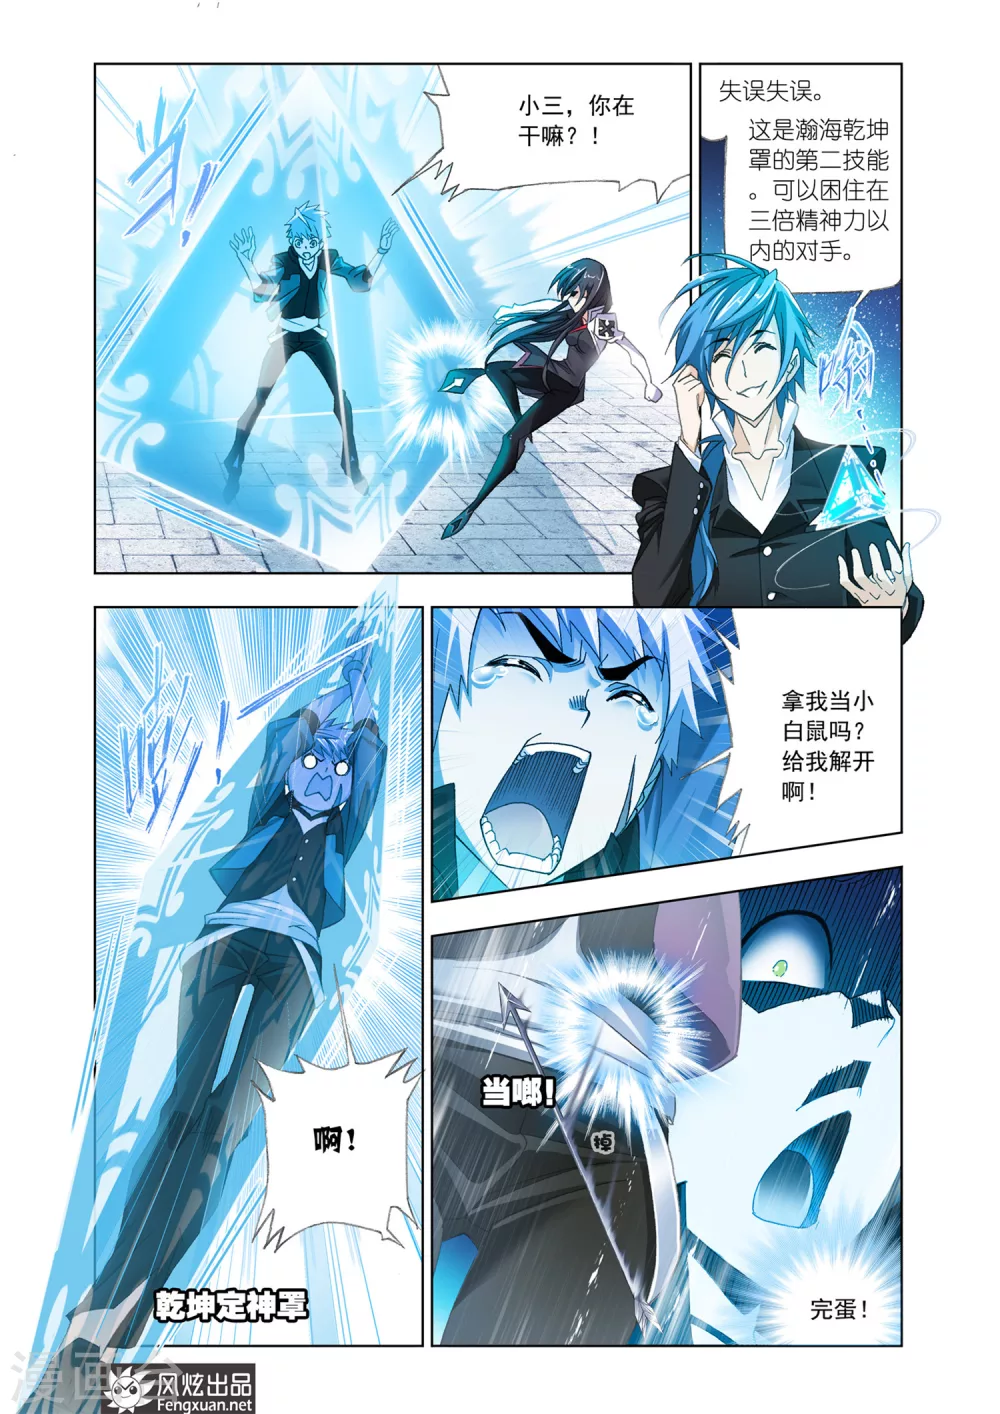 小三，你在
干嘛？！
失误失误。
这是瀚海乾坤
罩的第二技能
。可以困住在
三倍精神力以
内的对手。
嗡
拿我当小
白鼠吗？
给我解开
啊！
啊！
乾坤定神罩
当啷！
掉
完蛋！
漫画台
风炫出品
Fengxuan.net